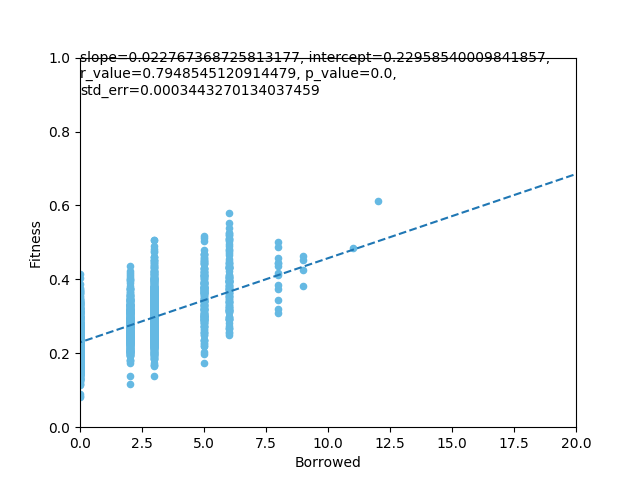 slope=0.022767368725813177, intercept=0.22958540009841857,
r_value=0.7948545120914479, p_value=0.0,
std_err=0.0003443270134037459
1.0
0.8
0.6
0.4
0.2
0.0
Fitness
0.0 2.5 5.0 7.5 10.0 12.5 15.0 17.5 20.0
Borrowed